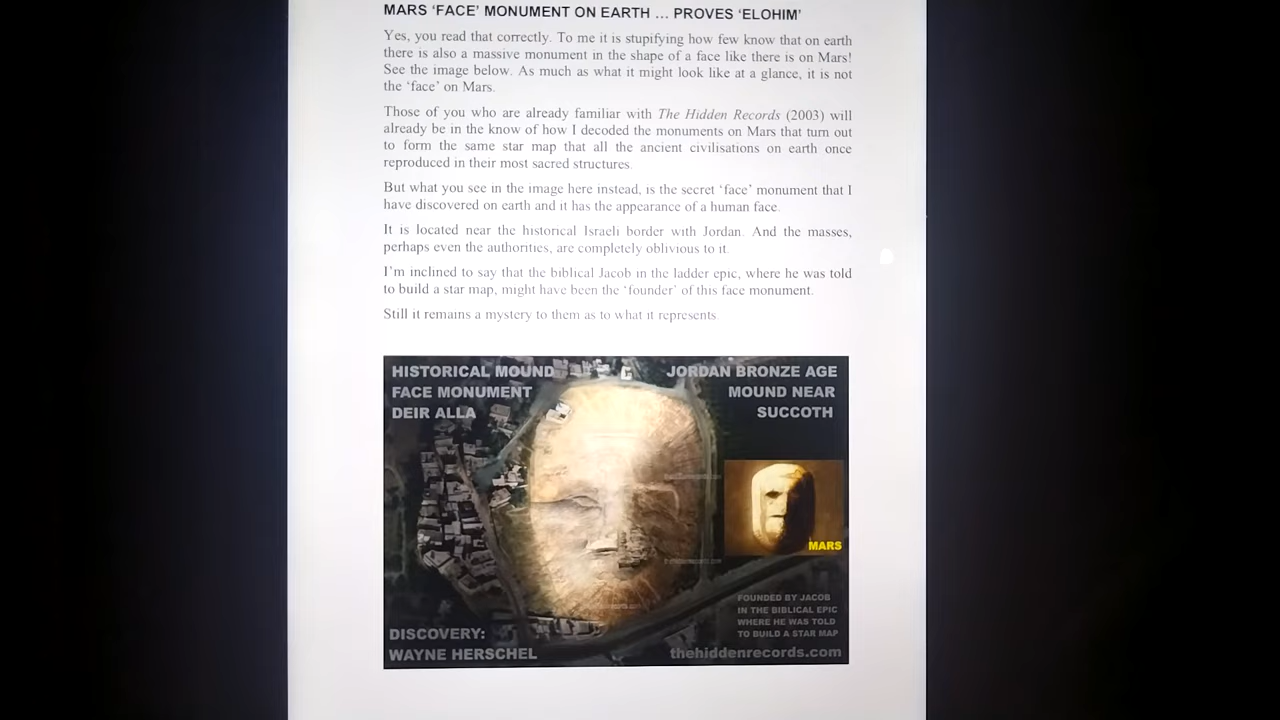 MARS ‘FACE’ MONUMENT ON EARTH … PROVES ‘ELOHIM’
Yes, you read that correctly. To me it is stupifying how few know that on earth
there is also a massive monument in the shape of a face like there is on Mars!
See the image below. As much as what it might look like at a glance, it is not
the ‘face’ on Mars.
Those of you who are already familiar with The Hidden Records (2003) will
already be in the know of how I decoded the monuments on Mars that turn out
to form the same star map that all the ancient civilisations on earth once
reproduced in their most sacred structures.
But what you see in the image here instead, is the secret ‘face’ monument that I
have discovered on earth and it has the appearance of a human face.
It is located near the historical Israeli border with Jordan. And the masses,
perhaps even the authorities, are completely oblivious to it.
I’m inclined to say that the biblical Jacob in the ladder epic, where he was told
to build a star map, might have been the ‘founder’ of this face monument.
Still it remains a mystery to them as to what it represents
HISTORICAL MOUND
FACE MONUMENT
DEIR ALLA
JORDAN BRONZE AGE
MOUND NEAR
SUCCOTH
MARS
FOUNDED BY JACOB
IN THE BIBLICAL EPIC
WHERE HE WAS TOLD
TO BUILD A STAR MAP
DISCOVERY:
WAYNE HERSCHEL
thehiddenrecords.com